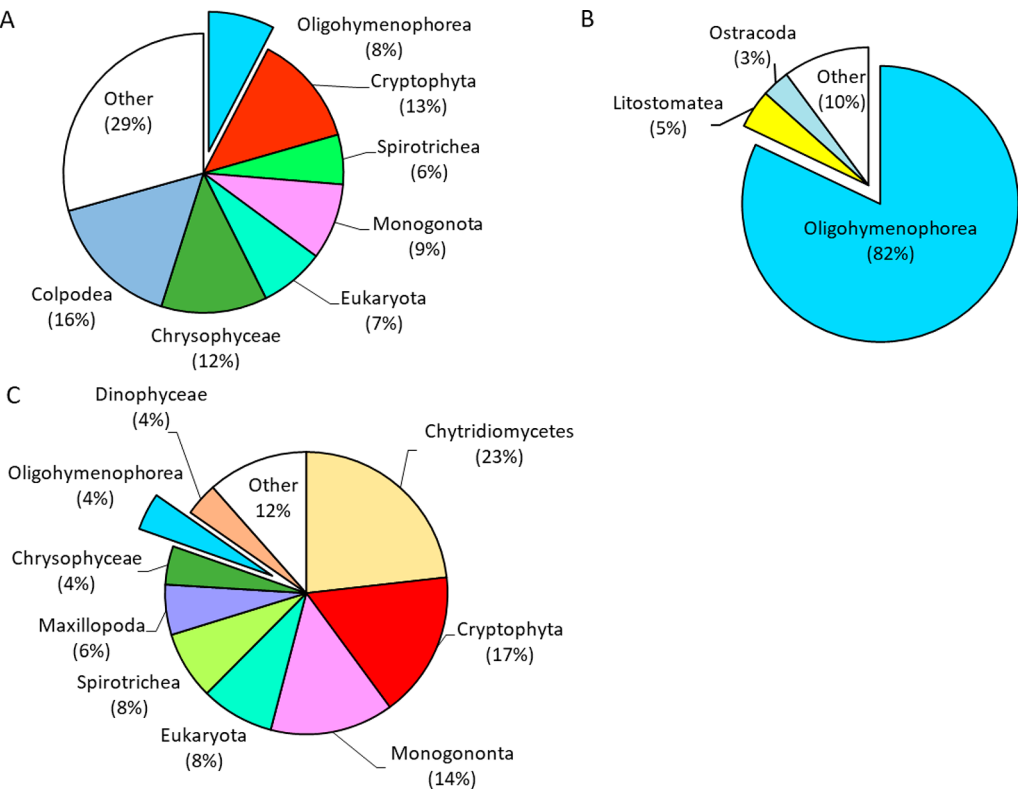 A
Oligohymenophorea
(8%)
Cryptophyta
(13%)
Spirotrichea
(6%)
Monogonota
(9%)
Eukaryota
(7%)
Chrysophyceae
(12%)
Colpodea
(16%)
Other
(29%)
B
Ostracoda
(3%)
Other
(10%)
Litostomatea
(5%)
Oligohymenophorea
(82%)
C
Dinophyceae
(4%)
Chytridiomycetes
(23%)
Oligohymenophorea
(4%)
Other
12%
Chrysophyceae
(4%)
Cryptophyta
(17%)
Maxillopoda
(6%)
Spirotrichea
(8%)
Eukaryota
(8%)
Monogononta
(14%)